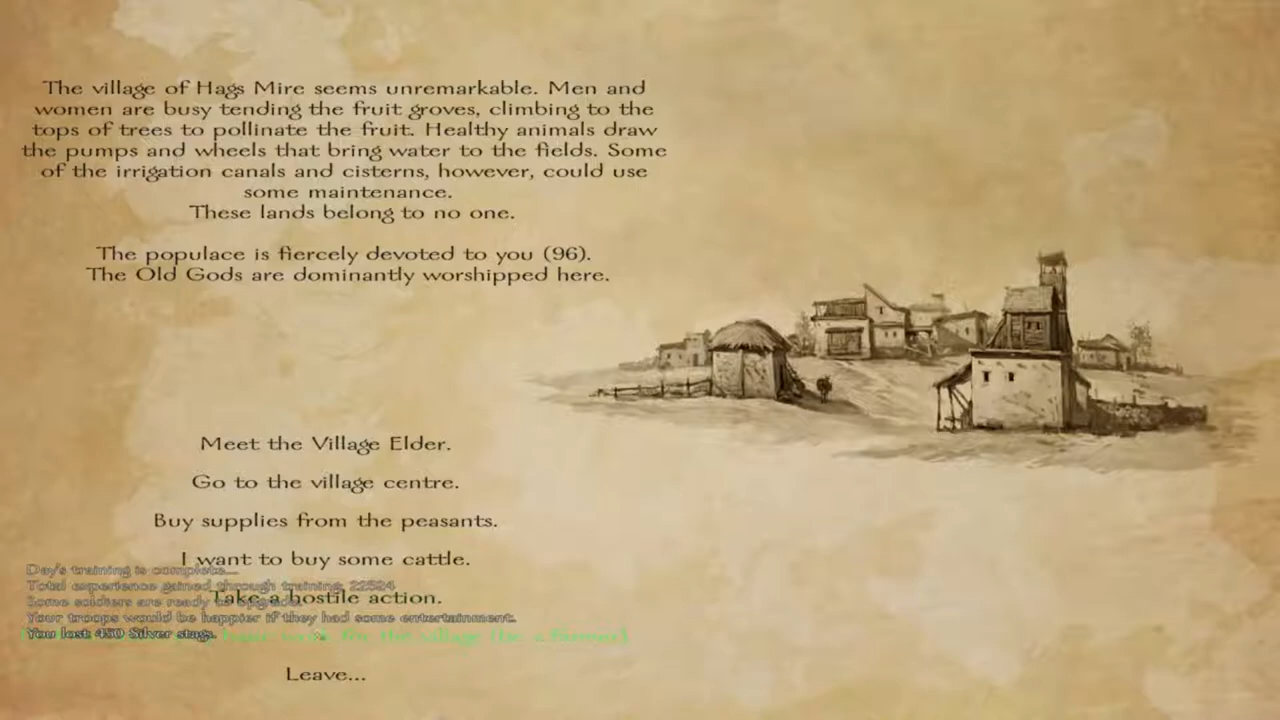 The village of Hags Mire seems unremarkable. Men and
women are busy tending the fruit groves, climbing to the
tops of trees to pollinate the fruit. Healthy animals draw
the pumps and wheels that bring water to the fields. Some
of the irrigation canals and cisterns, however, could use
some maintenance.
These lands belong to no one.
The populace is fiercely devoted to you (96).
The Old Gods are dominantly worshipped here.
Meet the Village Elder.
Go to the village centre.
Buy supplies from the peasants.
I want to buy some cattle.
Day's training is complete...
Total experience gained through training: 22524
Take a hostile action.
Some soldiers are ready to upgrade.
Your troops would be happier if they had some entertainment.
You lost 450 Silver stags.
for the village (be a farmer)
Leave...